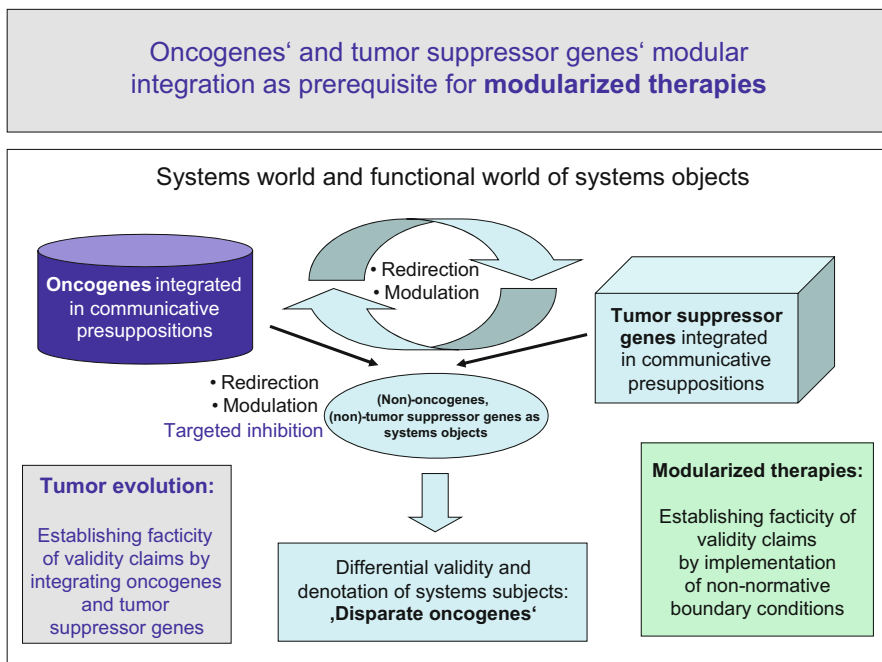 Oncogenes‘ and tumor suppressor genes‘ modular
integration as prerequisite for modularized therapies
Systems world and functional world of systems objects
Oncogenes integrated
in communicative
presuppositions
• Redirection
• Modulation
Tumor suppressor
genes integrated
in communicative
presuppositions
• Redirection
• Modulation
Targeted inhibition
(Non)-oncogenes,
(non)-tumor suppressor genes as
systems objects
Tumor evolution:
Establishing facticity
of validity claims by
integrating oncogenes
and tumor
suppressor genes
Differential validity and
denotation of systems subjects:
‚Disparate oncogenes‘
Modularized therapies:
Establishing facticity of
validity claims
by implementation
of non-normative
boundary conditions